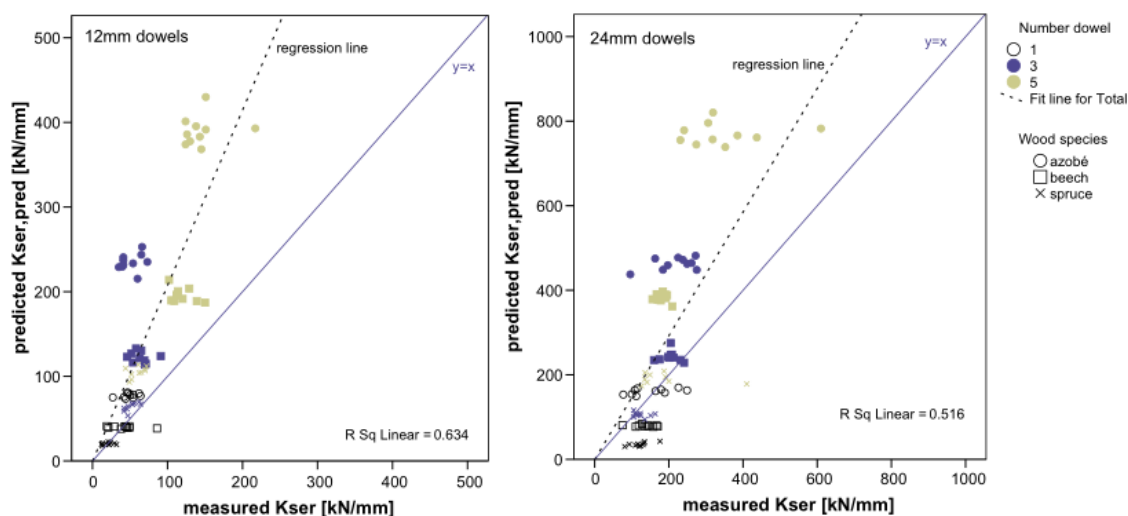 12mm dowels
regression line
y=x
R Sq Linear = 0.634
predicted Kser,pred [kN/mm]
500
400
300
200
100
0
0 100 200 300 400 500
measured Kser [kN/mm]
24mm dowels
regression line
y=x
R Sq Linear = 0.516
predicted Kser,pred [kN/mm]
1000
800
600
400
200
0
0 200 400 600 800 1000
measured Kser [kN/mm]
Number dowel
1
3
5
Fit line for Total
Wood species
azobé
beech
spruce